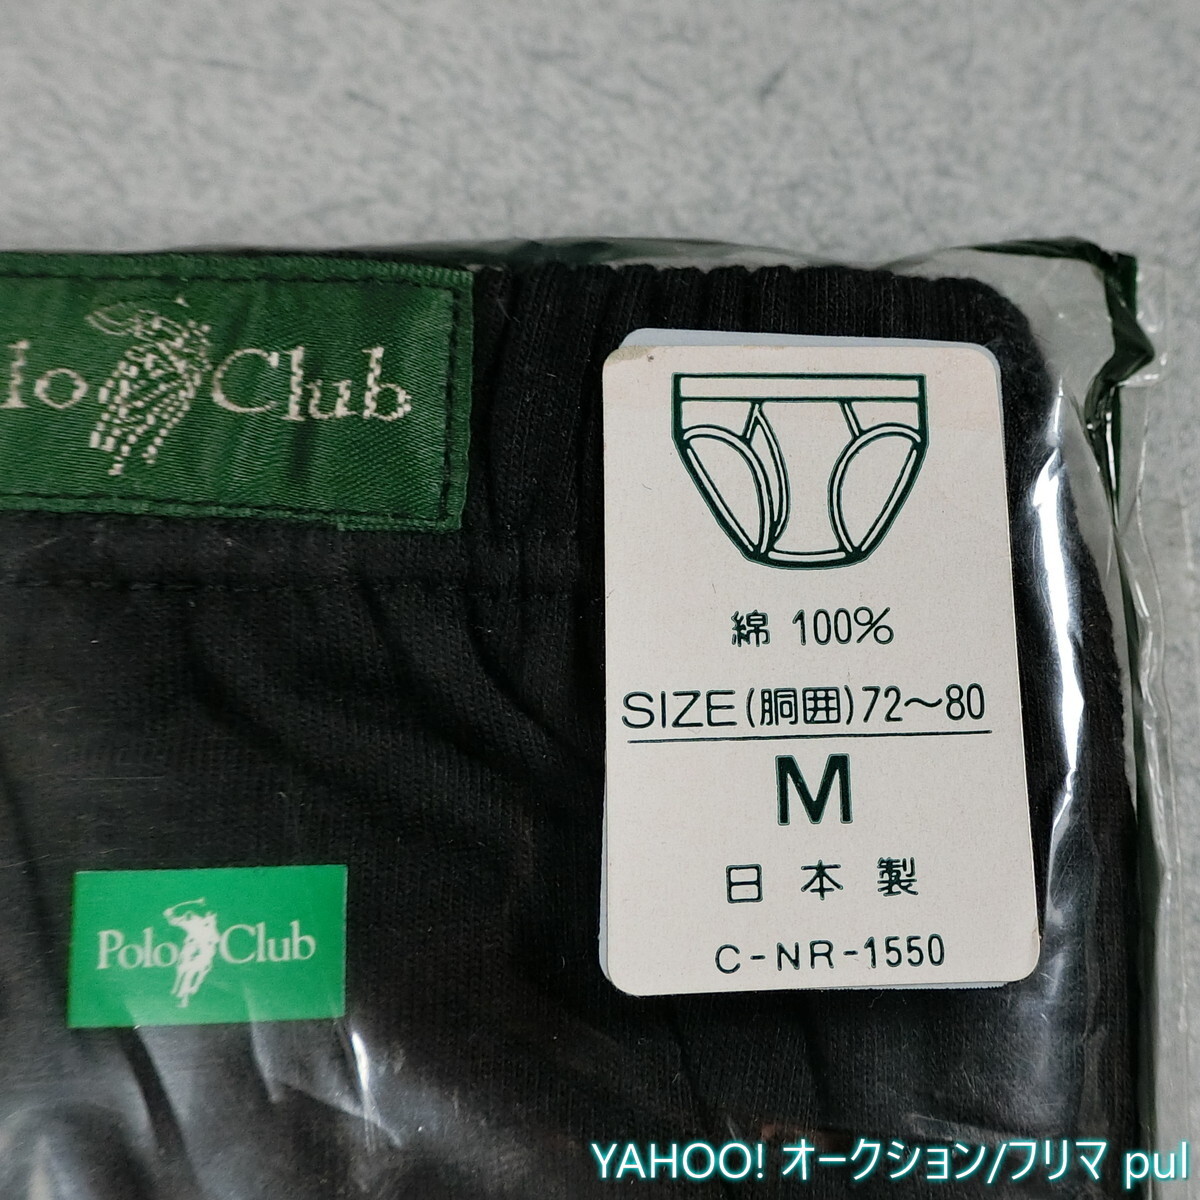 lo Club
綿 100%
SIZE(胴囲)72～80
M
日本製
C-NR-1550
Polo Club
YAHOO! オークション/フリマ pul